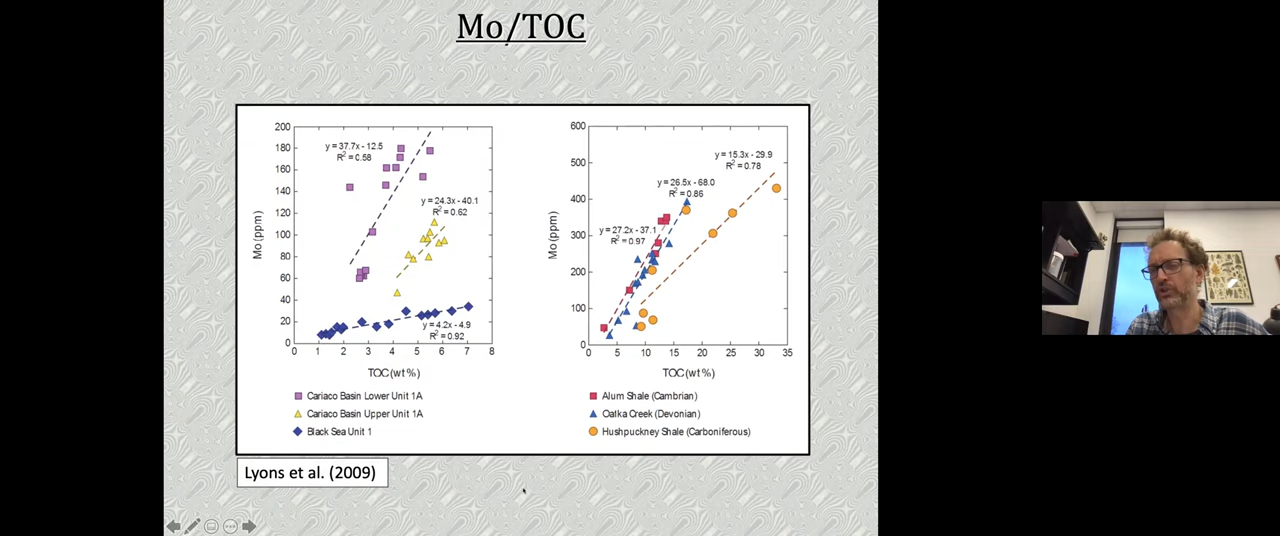 Mo/TOC
200
180
160
140
120
100
80
60
40
20
0
Mo (ppm)
y = 37.7x - 12.5
R² = 0.58
y = 24.3x - 40.1
R² = 0.62
y = 4.2x - 4.9
R² = 0.92
0 1 2 3 4 5 6 7 8
TOC (wt %)
Cariaco Basin Lower Unit 1A
Cariaco Basin Upper Unit 1A
Black Sea Unit 1
600
500
400
300
200
100
0
Mo (ppm)
y = 15.3x - 29.9
R² = 0.78
y = 26.5x - 68.0
R² = 0.86
y = 27.2x - 37.1
R² = 0.97
0 5 10 15 20 25 30 35
TOC (wt %)
Alum Shale (Cambrian)
Oatka Creek (Devonian)
Hushpuckney Shale (Carboniferous)
Lyons et al. (2009)